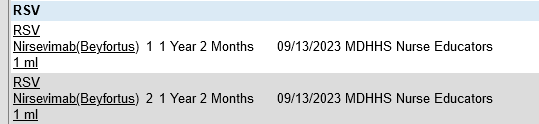 RSV
RSV
Nirsevimab(Beyfortus) 1 1 Year 2 Months 09/13/2023 MDHHS Nurse Educators
1 ml
RSV
Nirsevimab(Beyfortus) 2 1 Year 2 Months 09/13/2023 MDHHS Nurse Educators
1 ml